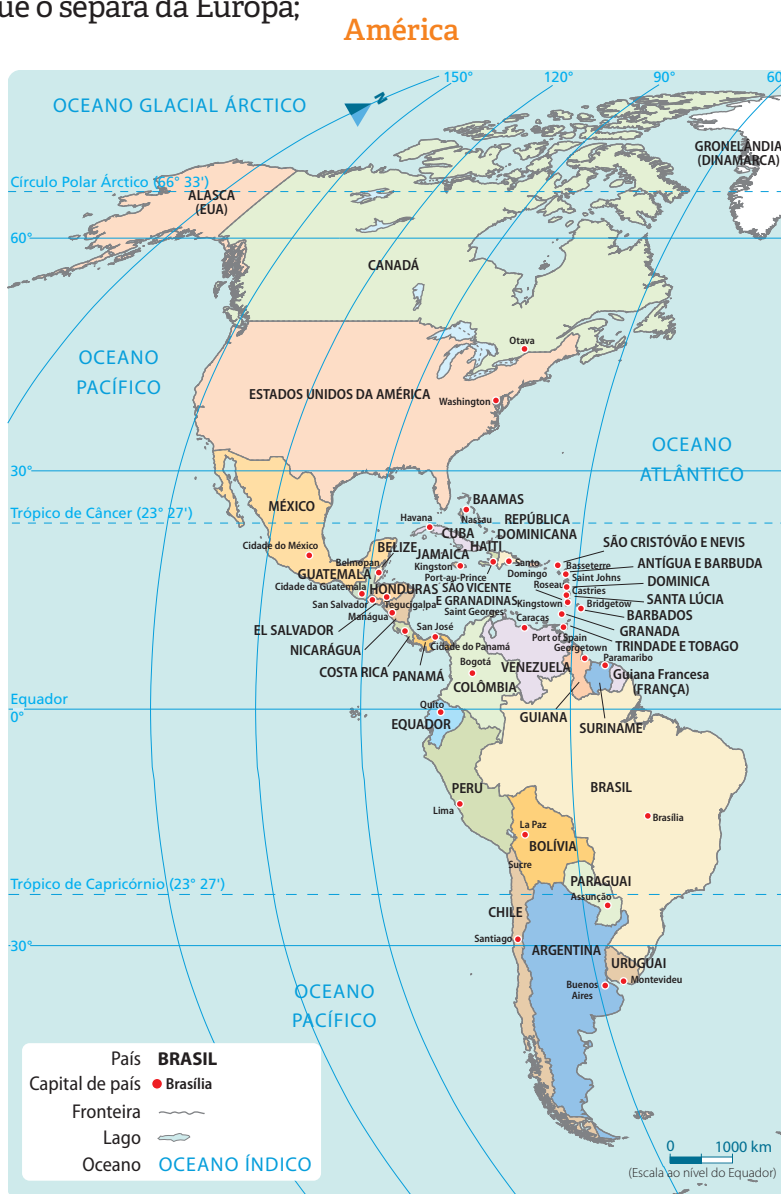 ue o separa da Europa;
América
150°
120°
90°
60
N
OCEANO GLACIAL ÁRCTICO
GRONELÂNDIA
(DINAMARCA)
Círculo Polar Árctico (66° 33')
ALASCA
(EUA)
60°
CANADÁ
Otava
OCEANO
PACÍFICO
ESTADOS UNIDOS DA AMÉRICA
Washington
OCEANO
ATLÂNTICO
30°
MÉXICO
BAAMAS
Trópico de Câncer (23° 27')
Havana
Nassau
REPÚBLICA
DOMINICANA
CUBA
Cidade do México
BELIZE
HAITI
SÃO CRISTÓVÃO E NEVIS
JAMAICA
Belmopan
Kingston
Santo
Domingo
Basseterre
ANTÍGUA E BARBUDA
GUATEMALA
Port-au-Prince
Saint Johns
Cidade da Guatemala
HONDURAS
SÃO VICENTE
E GRANADINAS
Roseau
DOMINICA
Castries
San Salvador
Tegucigalpa
Kingstown
SANTA LÚCIA
Bridgetow
Manágua
Saint Georges
BARBADOS
EL SALVADOR
San José
Caracas
GRANADA
NICARÁGUA
Cidade do Panamá
Port of Spain
TRINDADE E TOBAGO
Georgetown
COSTA RICA
PANAMÁ
Bogotá
VENEZUELA
Paramaribo
Guiana Francesa
(FRANÇA)
COLÔMBIA
Equador
0°
Quito
EQUADOR
GUIANA
SURINAME
PERU
BRASIL
Lima
Brasília
La Paz
BOLÍVIA
Sucre
Trópico de Capricórnio (23° 27')
PARAGUAI
Assunção
CHILE
30°
Santiago
ARGENTINA
URUGUAI
Buenos
Aires
Montevideu
OCEANO
PACÍFICO
País BRASIL
Capital de país Brasília
Fronteira
Lago
Oceano OCEANO ÍNDICO
0 1000 km
(Escala ao nível do Equador)